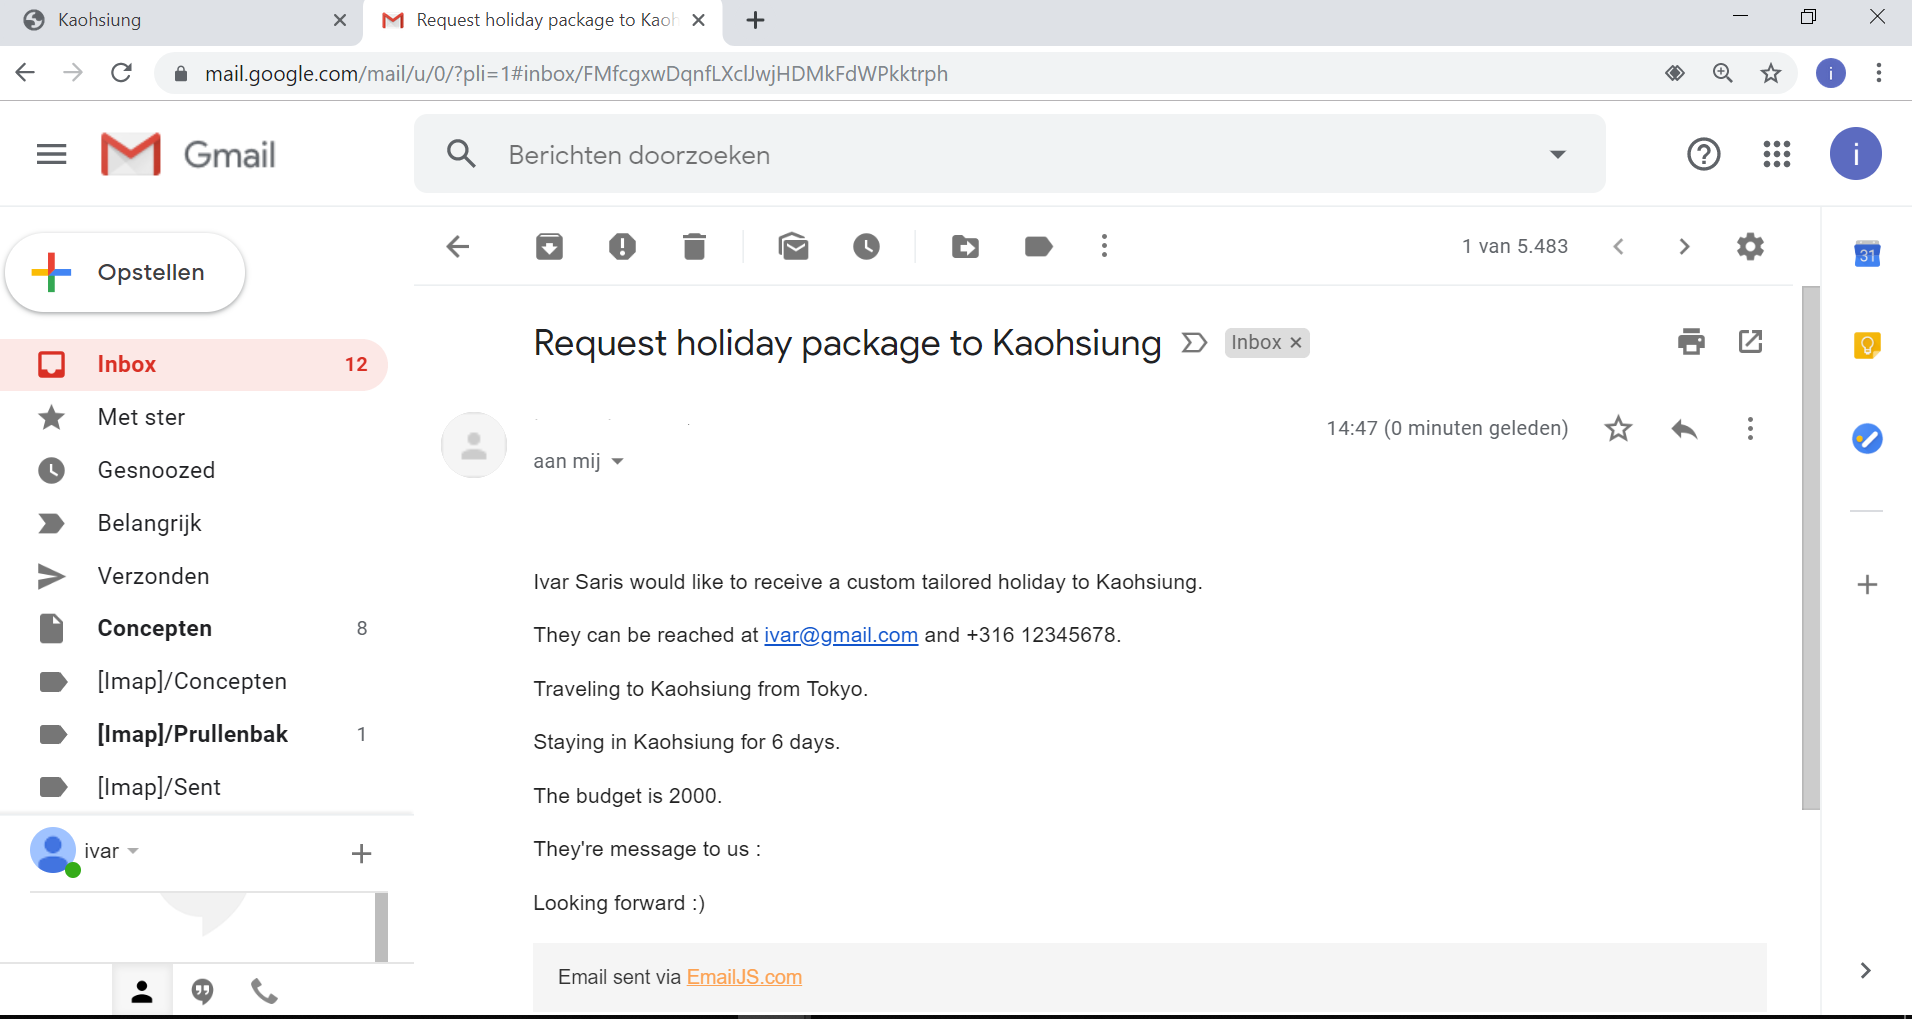 Kaohsiung
Request holiday package to Kaoh
mail.google.com/mail/u/0/?pli=1#inbox/FMfcgxwDqnfLXclJwjHDMkFdWPkktrph
i
Gmail
Berichten doorzoeken
i
Opstellen
1 van 5.483
31
Inbox 12
Met ster
Gesnoozed
Belangrijk
Verzonden
Concepten 8
[Imap]/Concepten
[Imap]/Prullenbak 1
[Imap]/Sent
ivar
Request holiday package to Kaohsiung Inbox
14:47 (0 minuten geleden)
aan mij
Ivar Saris would like to receive a custom tailored holiday to Kaohsiung.
They can be reached at ivar@gmail.com and +316 12345678.
Traveling to Kaohsiung from Tokyo.
Staying in Kaohsiung for 6 days.
The budget is 2000.
They're message to us :
Looking forward :)
Email sent via EmailJS.com